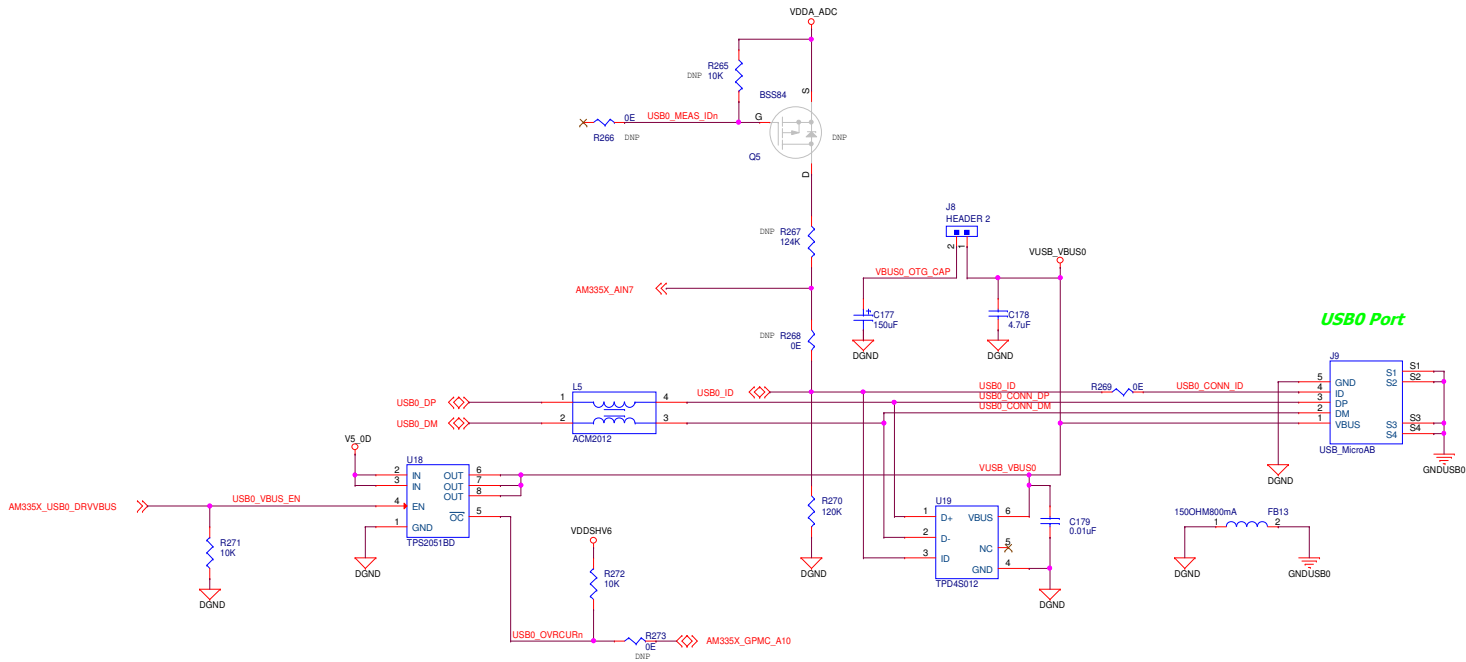 VDDA_ADC
R265
DNP 10K
BSS84
S
USB0_MEAS_IDn
0E
G
R266 DNP
DNP
Q5
D
J8
HEADER 2
DNP R267
124K
2 1
VUSB_VBUS0
VBUS0_OTG_CAP
AM335X_AIN7
+
C177
150uF
C178
4.7uF
DGND
DGND
DNP R268
0E
USB0 Port
J9
L5
USB0_ID
USB0_ID
R269 0E
USB0_CONN_ID
USB0_DP
1 4
USB0_CONN_DP
USB0_DM
2 3
USB0_CONN_DM
ACM2012
5 GND
4 ID
3 DP
2 DM
1 VBUS
S1 S1
S2 S2
S3 S3
S4 S4
USB_MicroAB
GNDUSB0
DGND
V5_0D
U18
2 IN OUT 6
3 IN OUT 7
OUT 8
4 EN
OC 5
1 GND
TPS2051BD
AM335X_USB0_DRVVBUS
USB0_VBUS_EN
R271
10K
DGND
DGND
VUSB_VBUS0
VDDSHV6
R272
10K
R270
120K
DGND
U19
1 D+ VBUS 6
2 D-
NC 5
3 ID
GND 4
TPD4S012
C179
0.01uF
DGND
150OHM800mA FB13
1 2
DGND
GNDUSB0
USB0_OVRCURn
R273
0E
DNP
AM335X_GPMC_A10